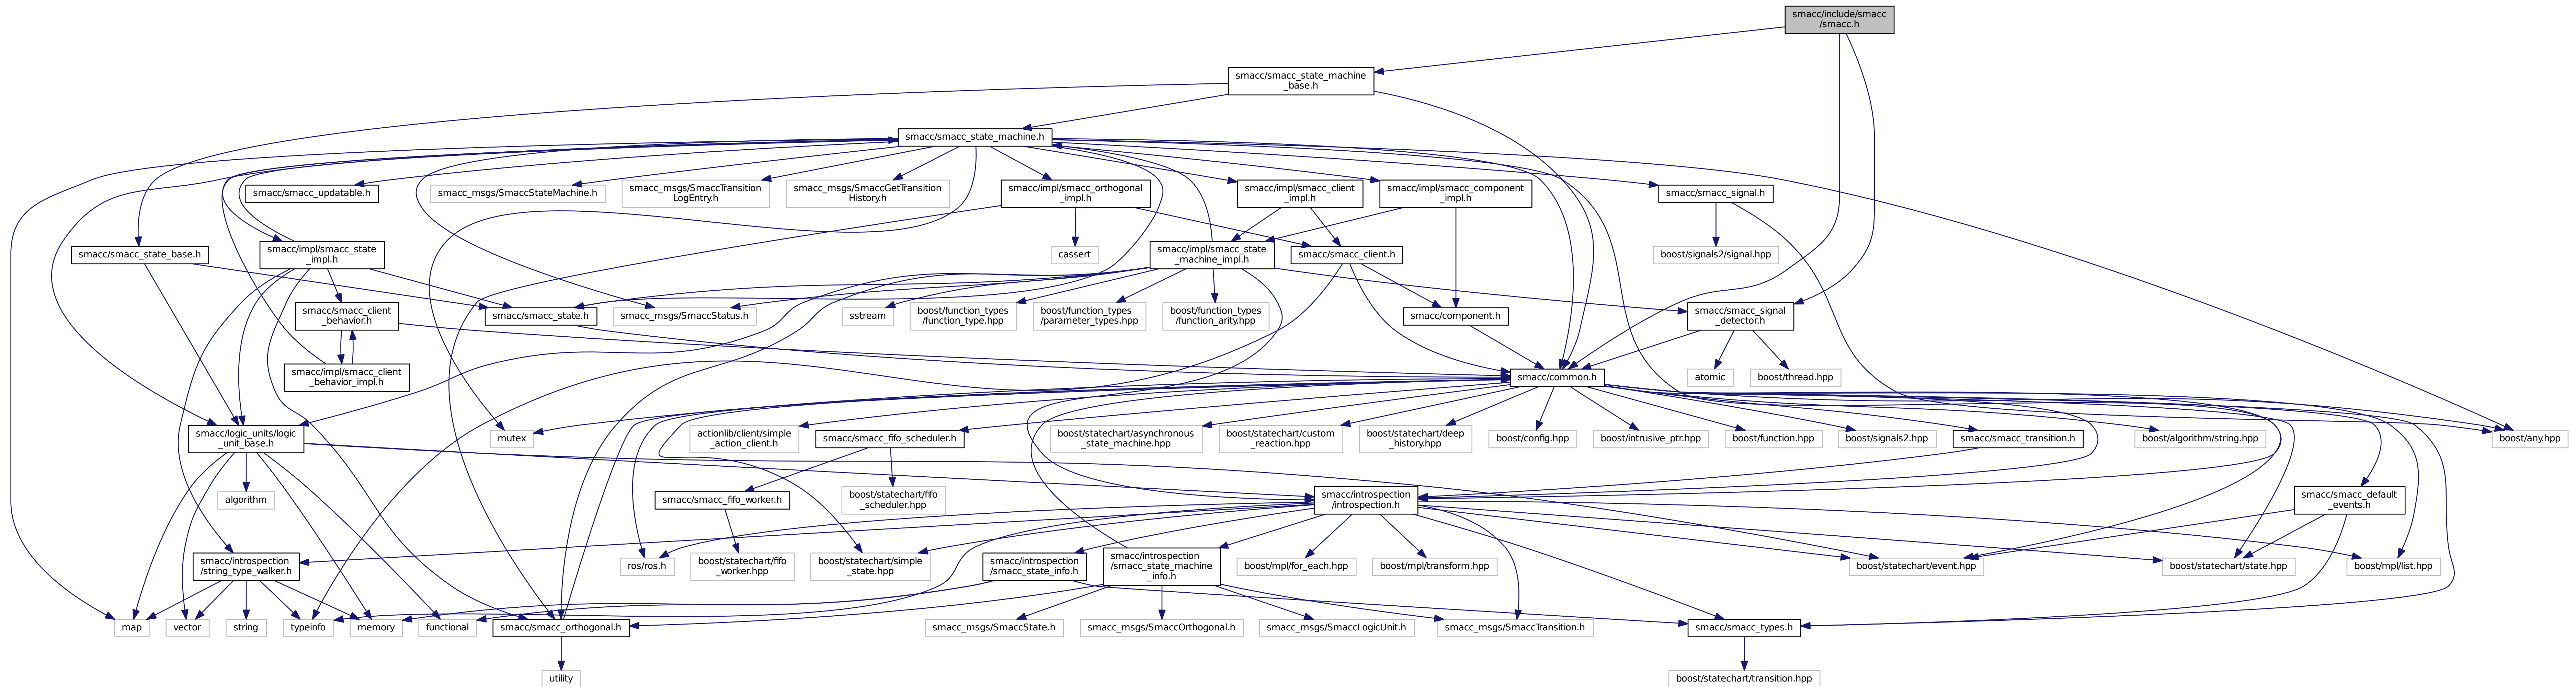 smacc/include/smacc
/smacc.h
smacc/smacc_state_machine
_base.h
smacc/smacc_state_machine.h
smacc/smacc_updatable.h
smacc_msgs/SmaccStateMachine.h
smacc_msgs/SmaccTransition
LogEntry.h
smacc_msgs/SmaccGetTransition
History.h
smacc/impl/smacc_orthogonal
_impl.h
smacc/impl/smacc_client
_impl.h
smacc/impl/smacc_component
_impl.h
smacc/smacc_signal.h
smacc/smacc_state_base.h
smacc/impl/smacc_state
_impl.h
cassert
smacc/impl/smacc_state
_machine_impl.h
smacc/smacc_client.h
boost/signals2/signal.hpp
smacc/smacc_client
_behavior.h
smacc/smacc_state.h
smacc_msgs/SmaccStatus.h
sstream
boost/function_types
/function_type.hpp
boost/function_types
/parameter_types.hpp
boost/function_types
/function_arity.hpp
smacc/component.h
smacc/smacc_signal
_detector.h
smacc/impl/smacc_client
_behavior_impl.h
smacc/common.h
atomic
boost/thread.hpp
smacc/logic_units/logic
_unit_base.h
mutex
actionlib/client/simple
_action_client.h
smacc/smacc_fifo_scheduler.h
boost/statechart/asynchronous
_state_machine.hpp
boost/statechart/custom
_reaction.hpp
boost/statechart/deep
_history.hpp
boost/config.hpp
boost/intrusive_ptr.hpp
boost/function.hpp
boost/signals2.hpp
smacc/smacc_transition.h
boost/algorithm/string.hpp
boost/any.hpp
algorithm
smacc/smacc_fifo_worker.h
boost/statechart/fifo
_scheduler.hpp
smacc/introspection
/introspection.h
smacc/smacc_default
_events.h
smacc/introspection
/string_type_walker.h
ros/ros.h
boost/statechart/fifo
_worker.hpp
boost/statechart/simple
_state.hpp
smacc/introspection
/smacc_state_info.h
smacc/introspection
/smacc_state_machine
_info.h
boost/mpl/for_each.hpp
boost/mpl/transform.hpp
boost/statechart/event.hpp
boost/statechart/state.hpp
boost/mpl/list.hpp
map
vector
string
typeinfo
memory
functional
smacc/smacc_orthogonal.h
smacc_msgs/SmaccState.h
smacc_msgs/SmaccOrthogonal.h
smacc_msgs/SmaccLogicUnit.h
smacc_msgs/SmaccTransition.h
smacc/smacc_types.h
utility
boost/statechart/transition.hpp